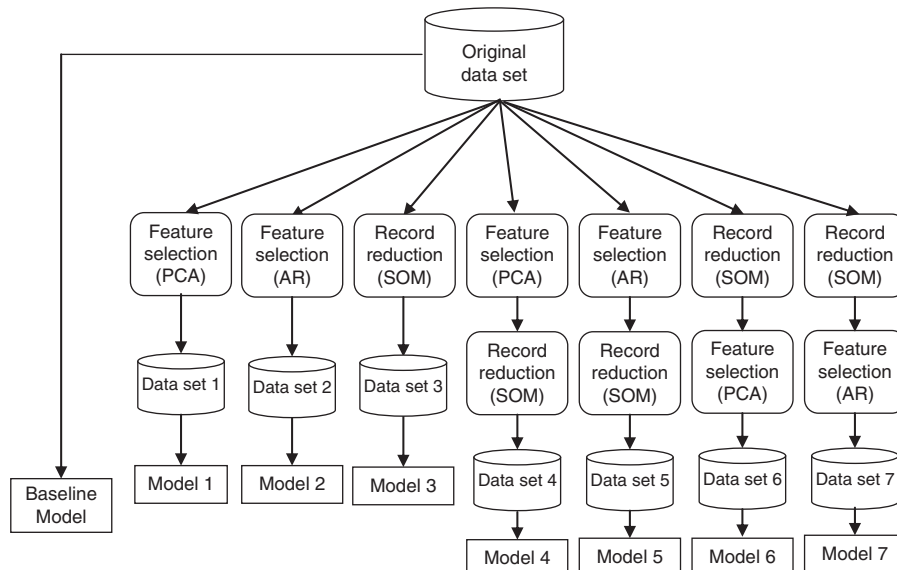 Original
data set
Feature
selection
(PCA)
Feature
selection
(AR)
Record
reduction
(SOM)
Feature
selection
(PCA)
Feature
selection
(AR)
Record
reduction
(SOM)
Record
reduction
(SOM)
Data set 1
Data set 2
Data set 3
Record
reduction
(SOM)
Record
reduction
(SOM)
Feature
selection
(PCA)
Feature
selection
(AR)
Baseline
Model
Model 1
Model 2
Model 3
Data set 4
Data set 5
Data set 6
Data set 7
Model 4
Model 5
Model 6
Model 7